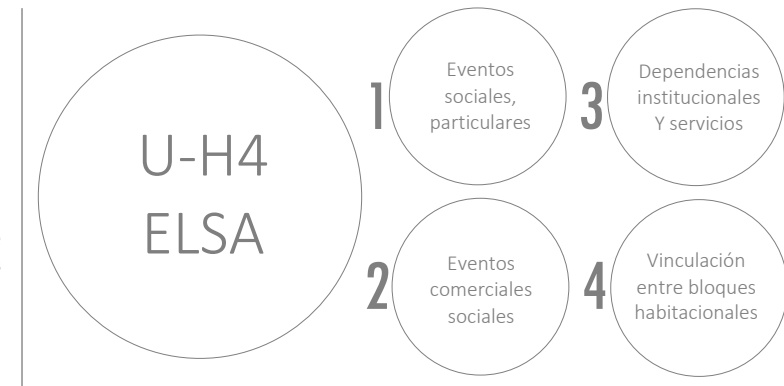 U-H4
ELSA
1
Eventos
sociales,
particulares
2
Eventos
comerciales
sociales
3
Dependencias
institucionales
Y servicios
4
Vinculación
entre bloques
habitacionales